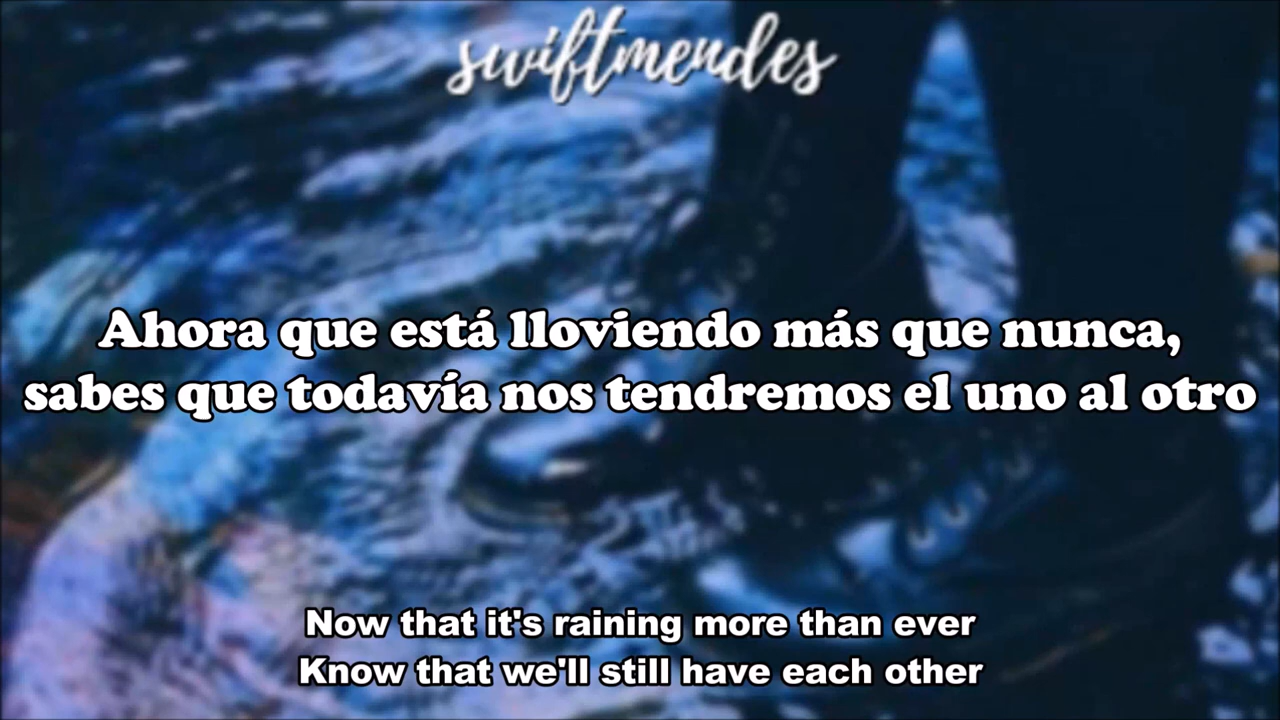 swiftmendes
Ahora que está lloviendo más que nunca,
sabes que todavía nos tendremos el uno al otro
Now that it's raining more than ever
Know that we'll still have each other